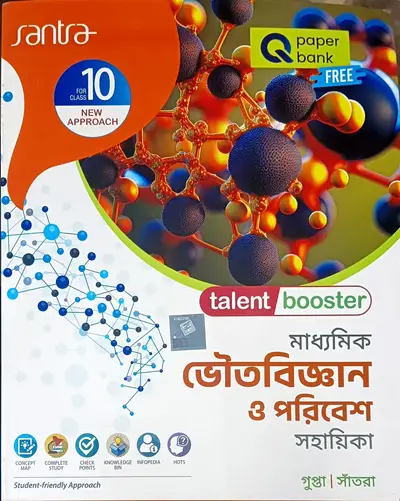 santra
Q paper
bank
FREE
FOR
CLASS 10
NEW
APPROACH
talent booster
মাধ্যমিক
ভৌতবিজ্ঞান
ও পরিবেশ
সহায়িকা
CONCEPT
MAP
COMPLETE
STUDY
CHECK
POINTS
KNOWLEDGE
BIN
INFOPEDIA
HOTS
Student-friendly Approach
গুপ্তা | সাঁতরা